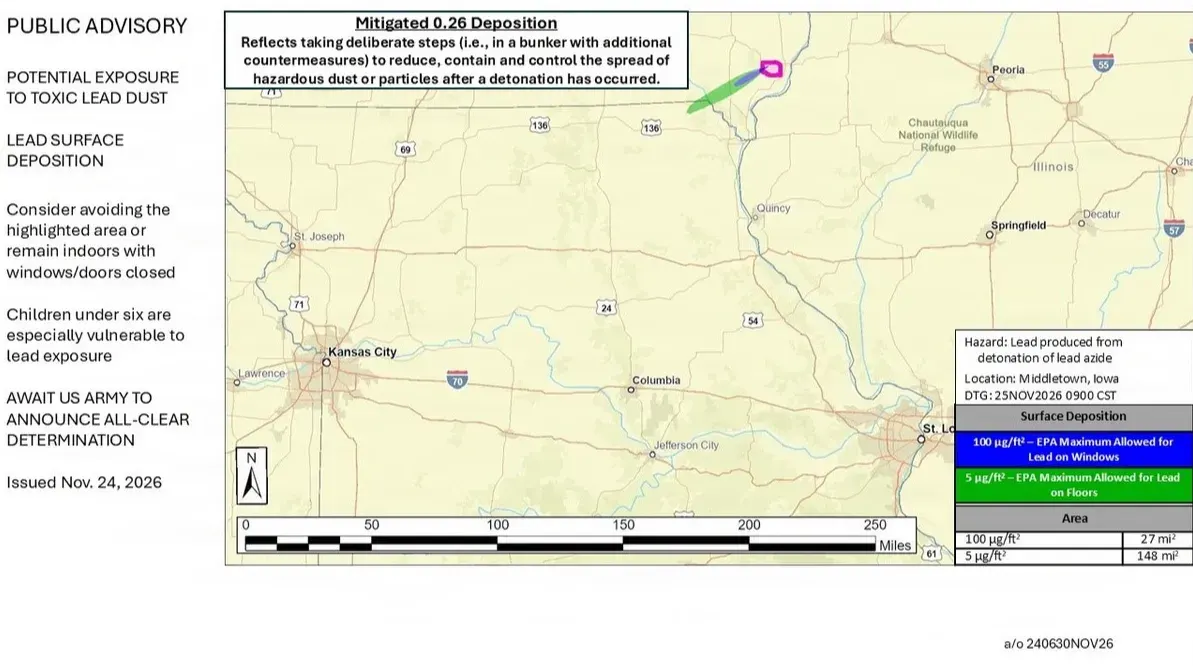 PUBLIC ADVISORY
POTENTIAL EXPOSURE
TO TOXIC LEAD DUST
LEAD SURFACE
DEPOSITION
Consider avoiding the
highlighted area or
remain indoors with
windows/doors closed
Children under six are
especially vulnerable to
lead exposure
AWAIT US ARMY TO
ANNOUNCE ALL-CLEAR
DETERMINATION
Issued Nov. 24, 2026
Mitigated 0.26 Deposition
Reflects taking deliberate steps (i.e., in a bunker with additional
countermeasures) to reduce, contain and control the spread of
hazardous dust or particles after a detonation has occurred.
71
136
136
69
Peoria
55
Chautauqua
National Wildlife
Refuge
Illinois
Cha
Quincy
Springfield
Decatur
57
St. Joseph
71
24
54
Kansas City
Lawrence
70
Columbia
Jefferson City
St. Lo
61
N
0 50 100 150 200 250
Miles
Hazard: Lead produced from
detonation of lead azide
Location: Middletown, Iowa
DTG: 25NOV2026 0900 CST
Surface Deposition
100 µg/ft² – EPA Maximum Allowed for
Lead on Windows
5 µg/ft² – EPA Maximum Allowed for Lead
on Floors
Area
100 µg/ft² 27 mi²
5 µg/ft² 148 mi²
a/o 240630NOV26